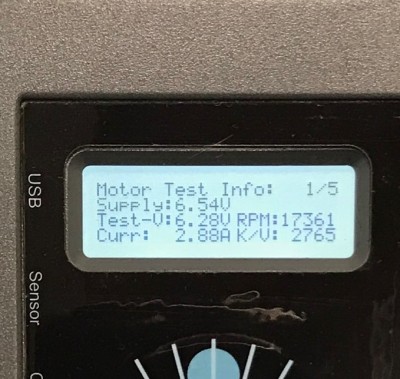 Motor Test Info: 1/5
Supply:6.54V
Test-V:6.28V RPM:17361
Curr: 2.88A K/V: 2765
USB
Sensor